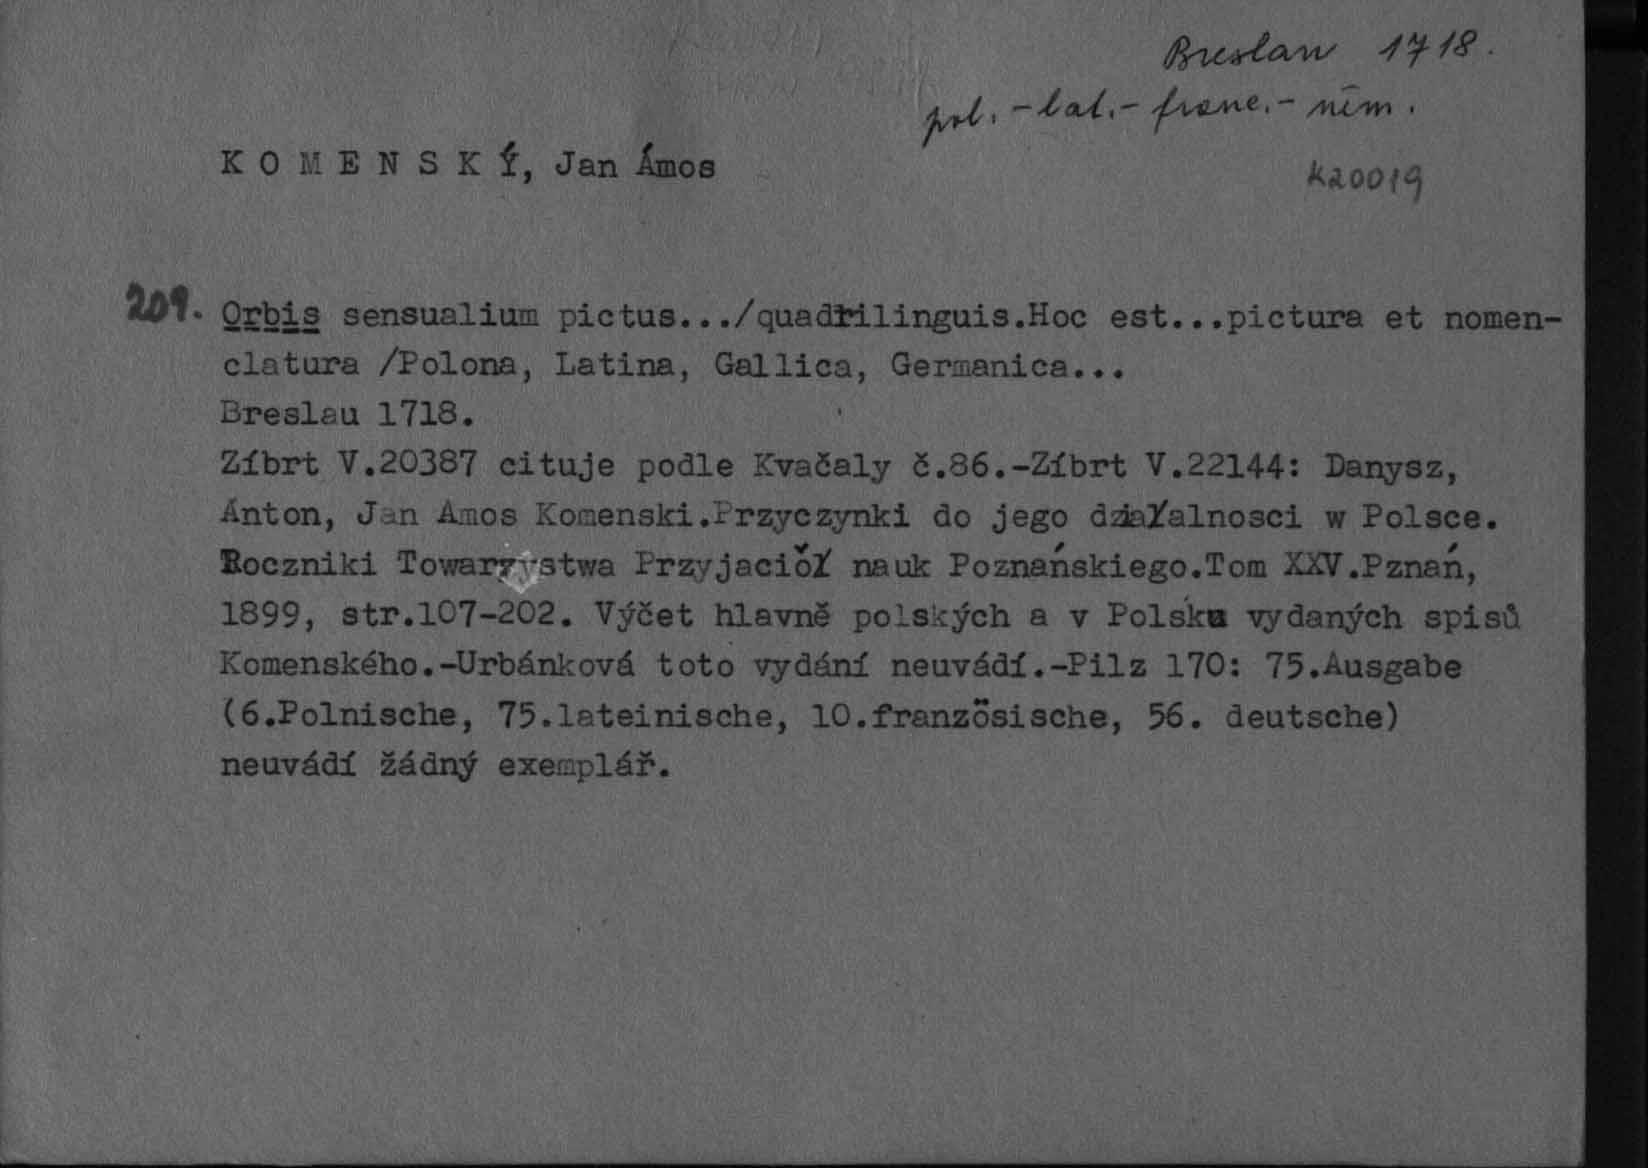 Breslau 1718.
pol. - lat. - franc. - něm.
K O M E N S K Ý, Jan Ámos
K20019
209. Orbis sensualium pictus.../quadrilinguis.Hoc est...pictura et nomen-
clatura /Polona, Latina, Gallica, Germanica...
Breslau 1718.
Zíbrt V.20387 cituje podle Kvačaly č.86.-Zíbrt V.22144: Danysz,
Anton, Jan Amos Komenski.Przyczynki do jego działalnosci w Polsce.
Roczniki Towarzystwa Przyjaciół nauk Poznańskiego.Tom XXV.Pznań,
1899, str.107-202. Výčet hlavně polských a v Polsku vydaných spisů
Komenského.-Urbánková toto vydání neuvádí.-Pilz 170: 75.Ausgabe
(6.Polnische, 75.lateinische, 10.französische, 56. deutsche)
neuvádí žádný exemplář.